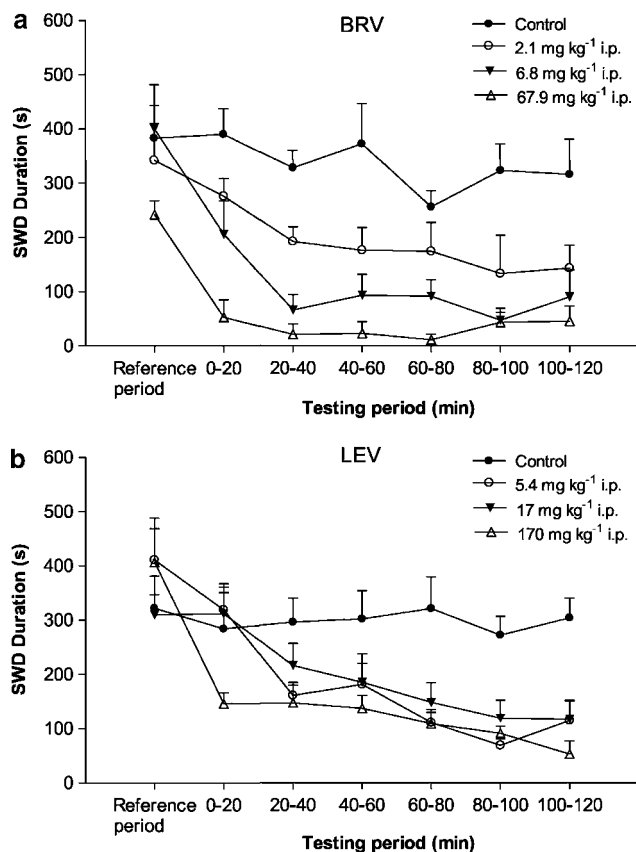 a
BRV
600
500
400
300
200
100
0
SWD Duration (s)
Control
2.1 mg kg⁻¹ i.p.
6.8 mg kg⁻¹ i.p.
67.9 mg kg⁻¹ i.p.
Reference period
0-20
20-40
40-60
60-80
80-100
100-120
Testing period (min)
b
LEV
600
500
400
300
200
100
0
SWD Duration (s)
Control
5.4 mg kg⁻¹ i.p.
17 mg kg⁻¹ i.p.
170 mg kg⁻¹ i.p.
Reference period
0-20
20-40
40-60
60-80
80-100
100-120
Testing period (min)